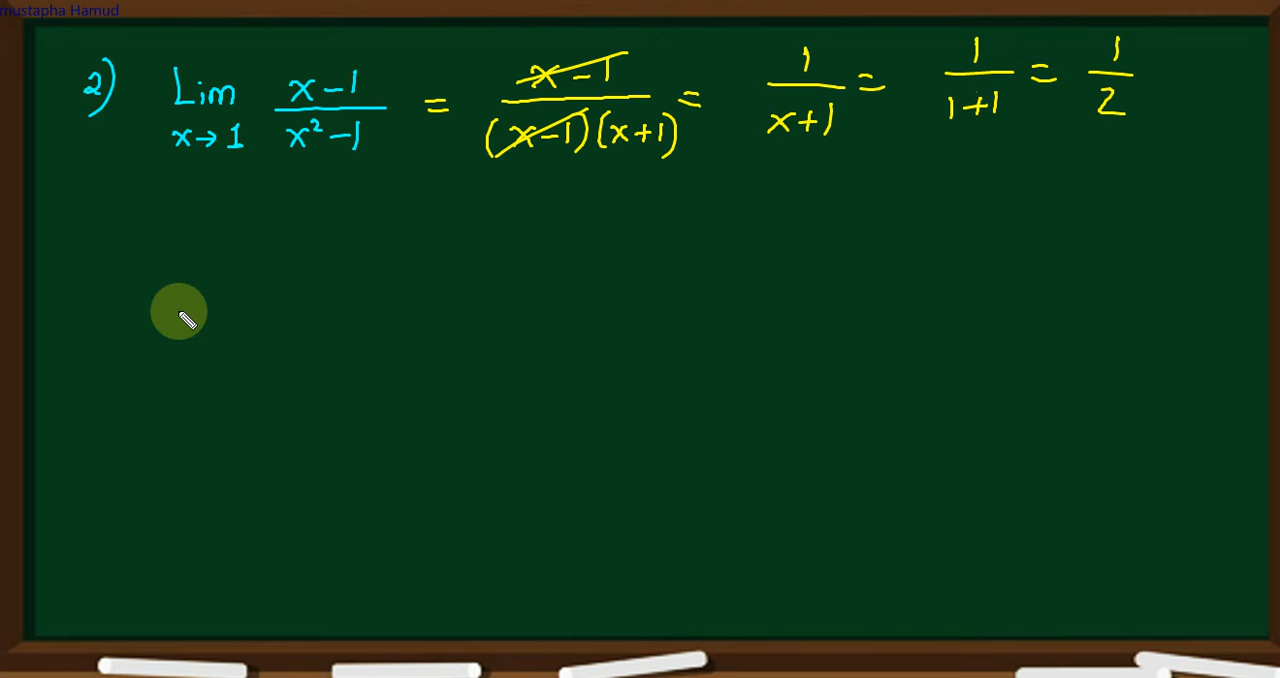 mustapha Hamud
2) Lim x→1 x-1/x²-1 = x-1/(x-1)(x+1) = 1/x+1 = 1/1+1 = 1/2